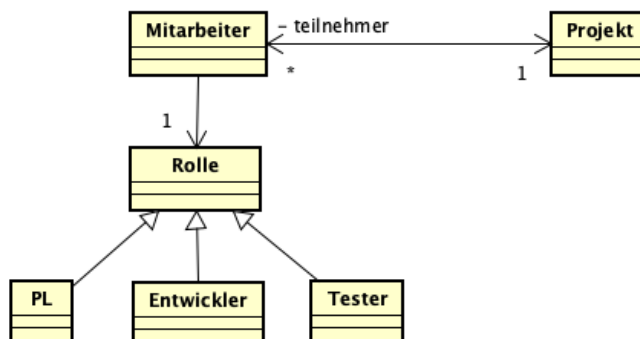 Mitarbeiter
– teilnehmer
Projekt
*
1
1
Rolle
PL
Entwickler
Tester